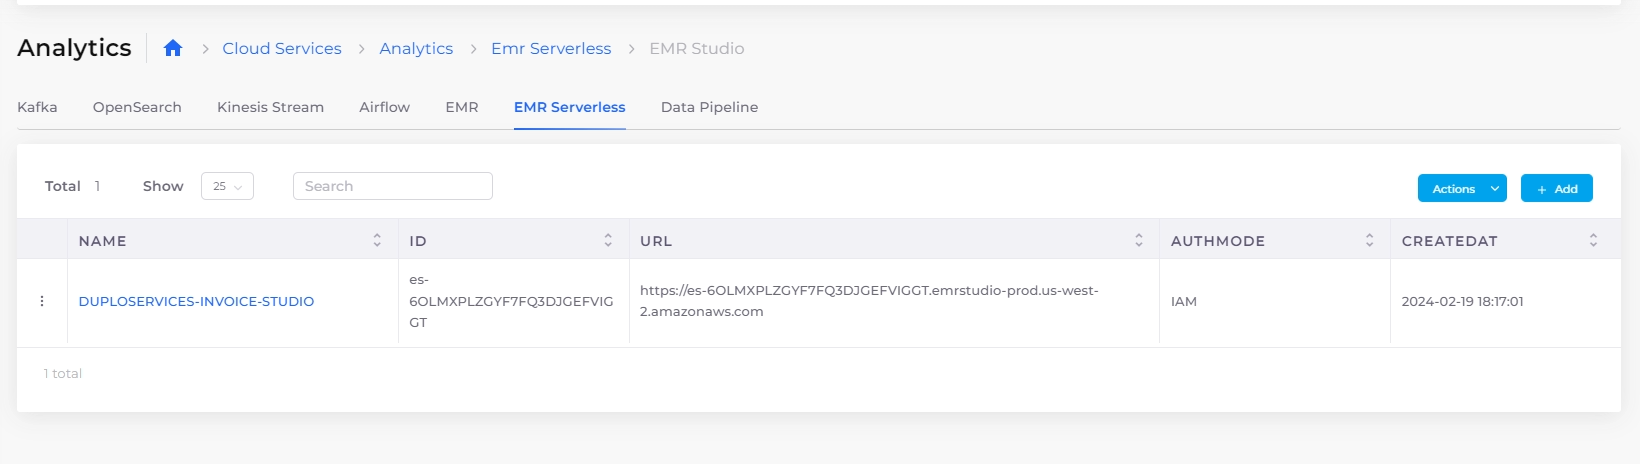 Analytics
Cloud Services
Analytics
Emr Serverless
EMR Studio
Kafka
OpenSearch
Kinesis Stream
Airflow
EMR
EMR Serverless
Data Pipeline
Total 1
Show 25
Search
Actions
+ Add
NAME
ID
URL
AUTHMODE
CREATEDAT
DUPLOSERVICES-INVOICE-STUDIO
es-
6OLMXPLZGYF7FQ3DJGEFVIG
GT
https://es-6OLMXPLZGYF7FQ3DJGEFVIGGT.emrstudio-prod.us-west-
2.amazonaws.com
IAM
2024-02-19 18:17:01
1 total